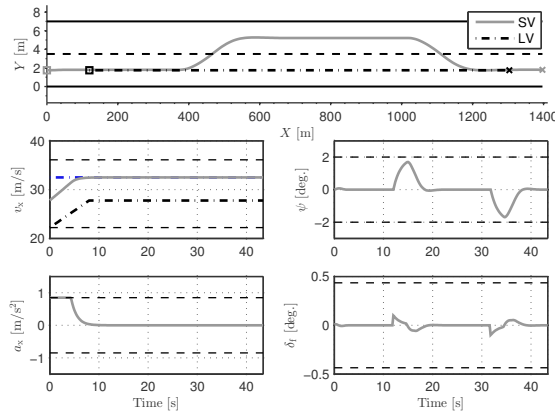 8
6
4
2
0
Y [m]
SV
LV
0 200 400 600 800 1000 1200 1400
X [m]
40
30
20
vx [m/s]
0 10 20 30 40
2
0
−2
ψ [deg.]
0 10 20 30 40
1
0
−1
ax [m/s²]
0 10 20 30 40
Time [s]
0.5
0
−0.5
δf [deg.]
0 10 20 30 40
Time [s]